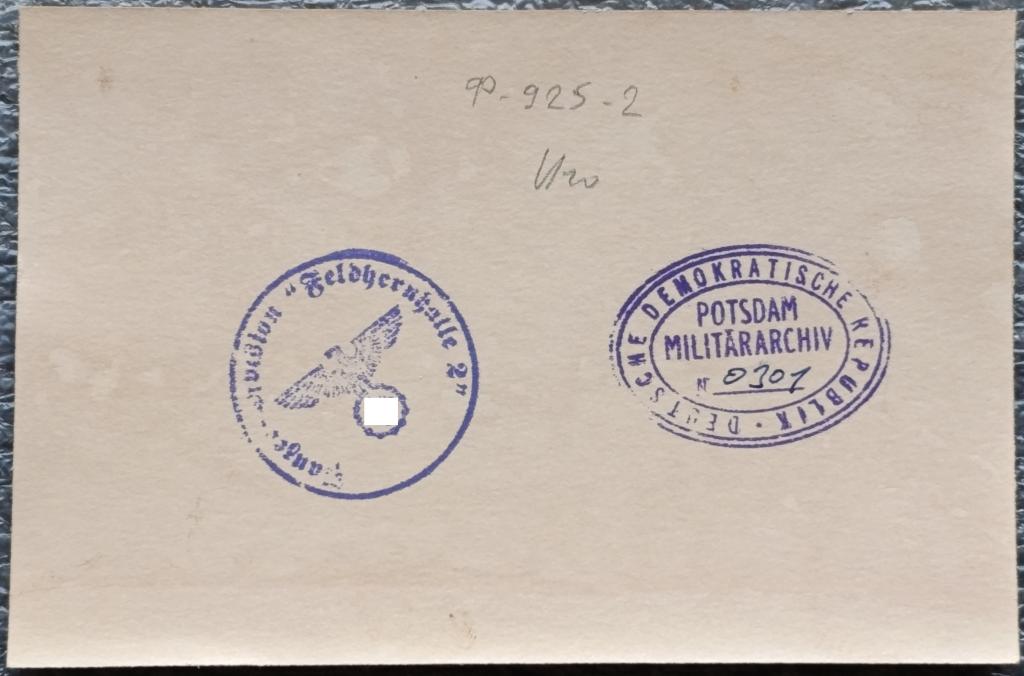 Ф-925-2
"Feldherrnhalle 2"
DEUTSCHE DEMOKRATISCHE REPUBLIK ·
POTSDAM
MILITÄRARCHIV
Nr 0301